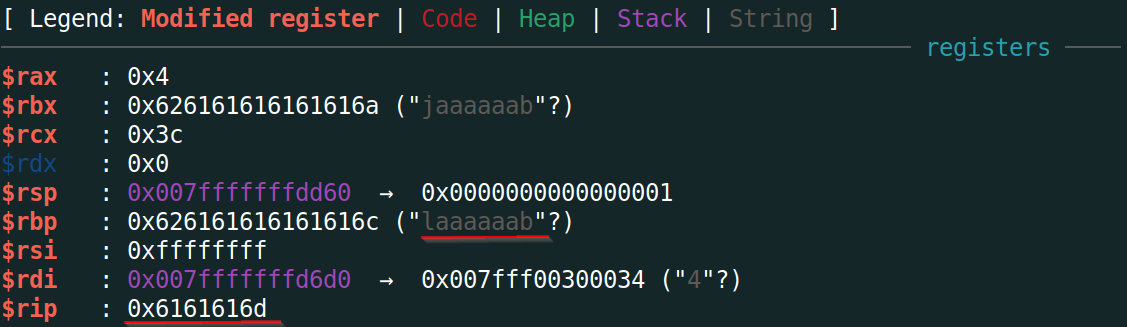 [ Legend: Modified register | Code | Heap | Stack | String ]
registers
$rax : 0x4
$rbx : 0x626161616161616a ("jaaaaaab"?)
$rcx : 0x3c
$rdx : 0x0
$rsp : 0x007fffffffdd60 → 0x0000000000000001
$rbp : 0x626161616161616c ("laaaaaab"?)
$rsi : 0xffffffff
$rdi : 0x007fffffffd6d0 → 0x007fff00300034 ("4"?)
$rip : 0x6161616d